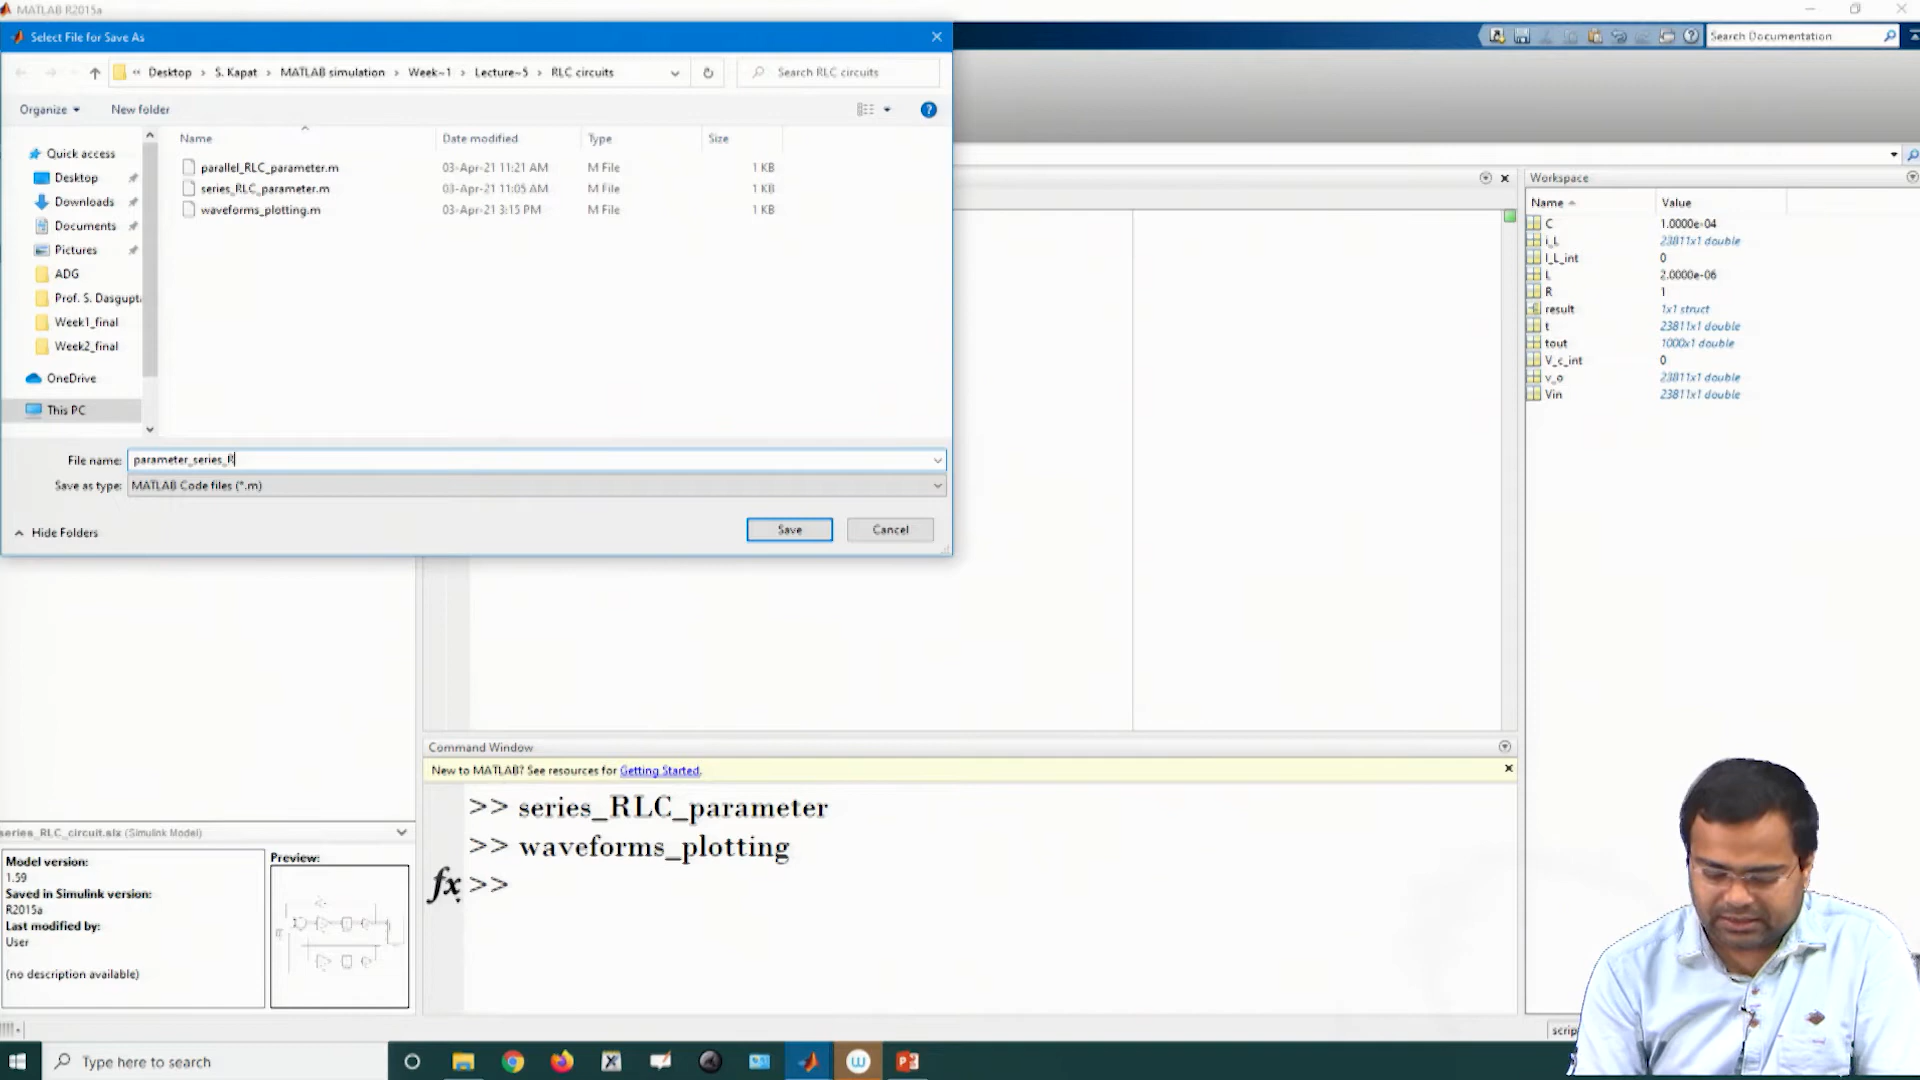 MATLAB R2015a
Select File for Save As
Search Documentation
« Desktop › S. Kapat › MATLAB simulation › Week~1 › Lecture~5 › RLC circuits
Search RLC circuits
Organize
New folder
Name Date modified Type Size
parallel_RLC_parameter.m 03-Apr-21 11:21 AM M File 1 KB
series_RLC_parameter.m 03-Apr-21 11:05 AM M File 1 KB
waveforms_plotting.m 03-Apr-21 3:15 PM M File 1 KB
Quick access
Desktop
Downloads
Documents
Pictures
ADG
Prof. S. Dasgupt
Week1_final
Week2_final
OneDrive
This PC
File name: parameter_series_R
Save as type: MATLAB Code files (*.m)
Hide Folders
Save
Cancel
Workspace
Name Value
C 1.0000e-04
i_L 23811x1 double
I_L_int 0
L 2.0000e-06
R 1
result 1x1 struct
t 23811x1 double
tout 1000x1 double
V_c_int 0
v_o 23811x1 double
Vin 23811x1 double
Command Window
New to MATLAB? See resources for Getting Started.
>> series_RLC_parameter
>> waveforms_plotting
fx >>
series_RLC_circuit.slx (Simulink Model)
Model version:
1.59
Saved in Simulink version:
R2015a
Last modified by:
User
(no description available)
Preview:
scrip
Type here to search